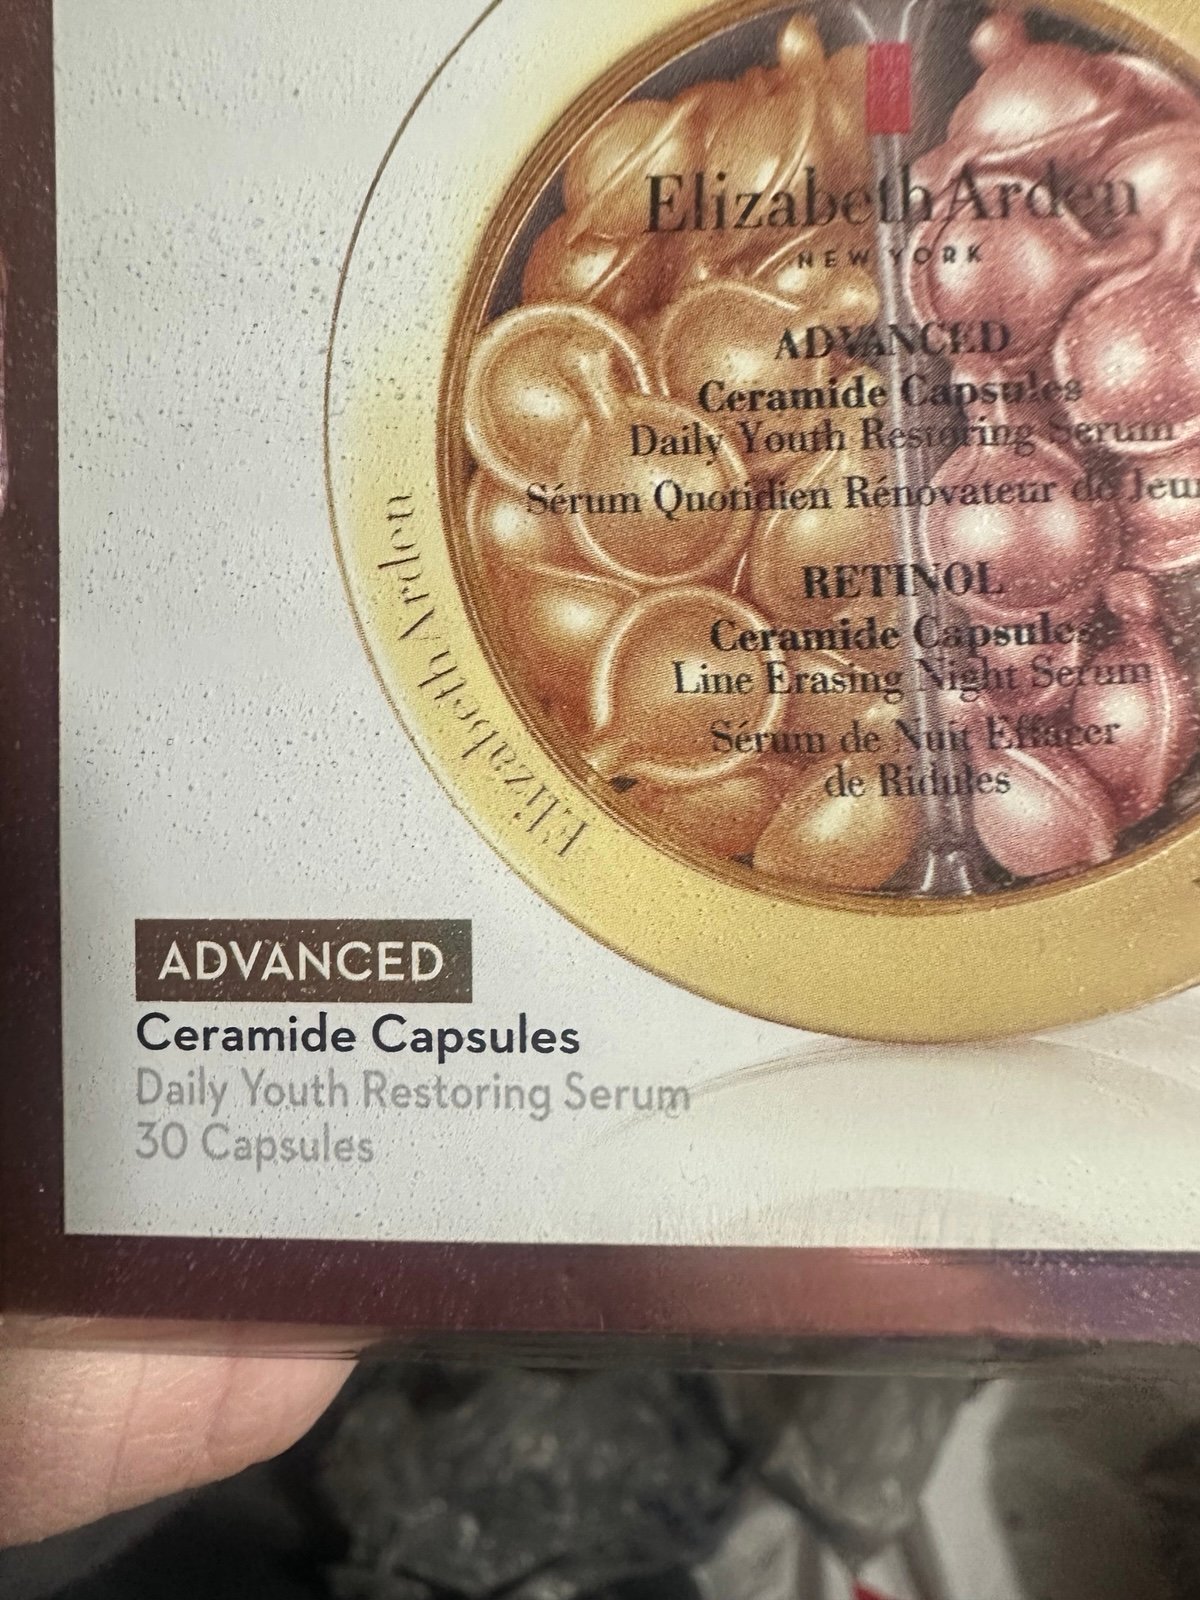 Elizabeth Arden
NEW YORK
ADVANCED
Ceramide Capsules
Daily Youth Restoring Serum
Sérum Quotidien Rénovateur de
RETINOL
Ceramide Capsules
Line Erasing Night Serum
Sérum de Nuit Effacer
de Ridules
Elizabeth Arden
ADVANCED
Ceramide Capsules
Daily Youth Restoring Serum
30 Capsules